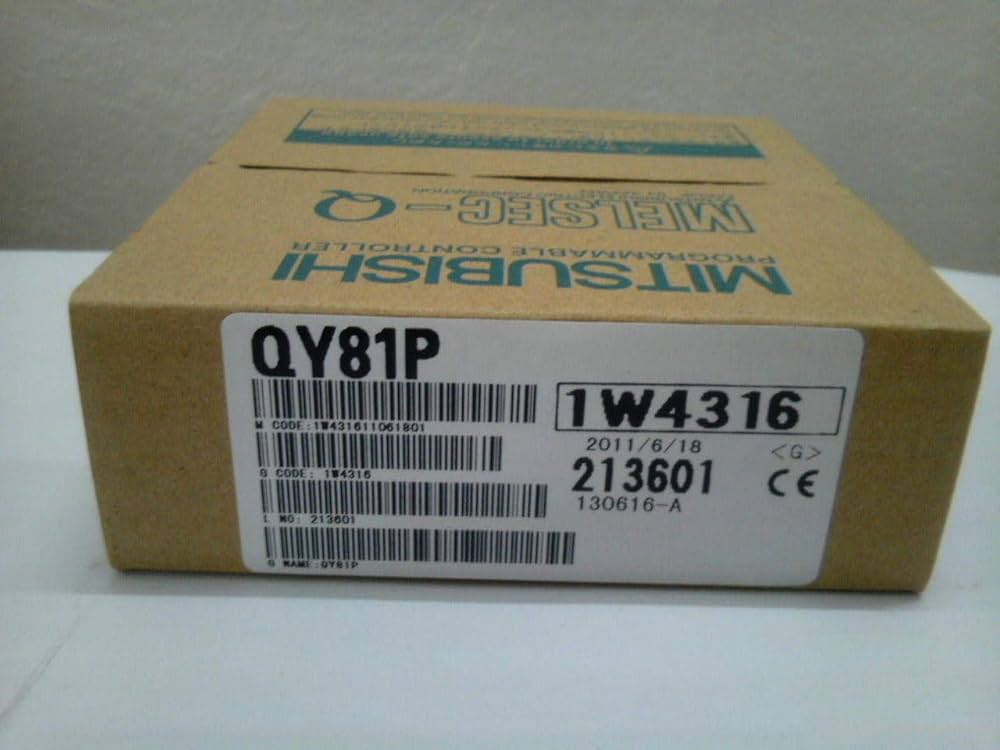 MELSEC-Q
PROGRAMMABLE CONTROLLER
MITSUBISHI
QY81P
M CODE:1W431611061801
G CODE: 1W4316
L NO: 213601
G NAME:QY81P
1W4316
2011/6/18
<G>
213601
CE
130616-A